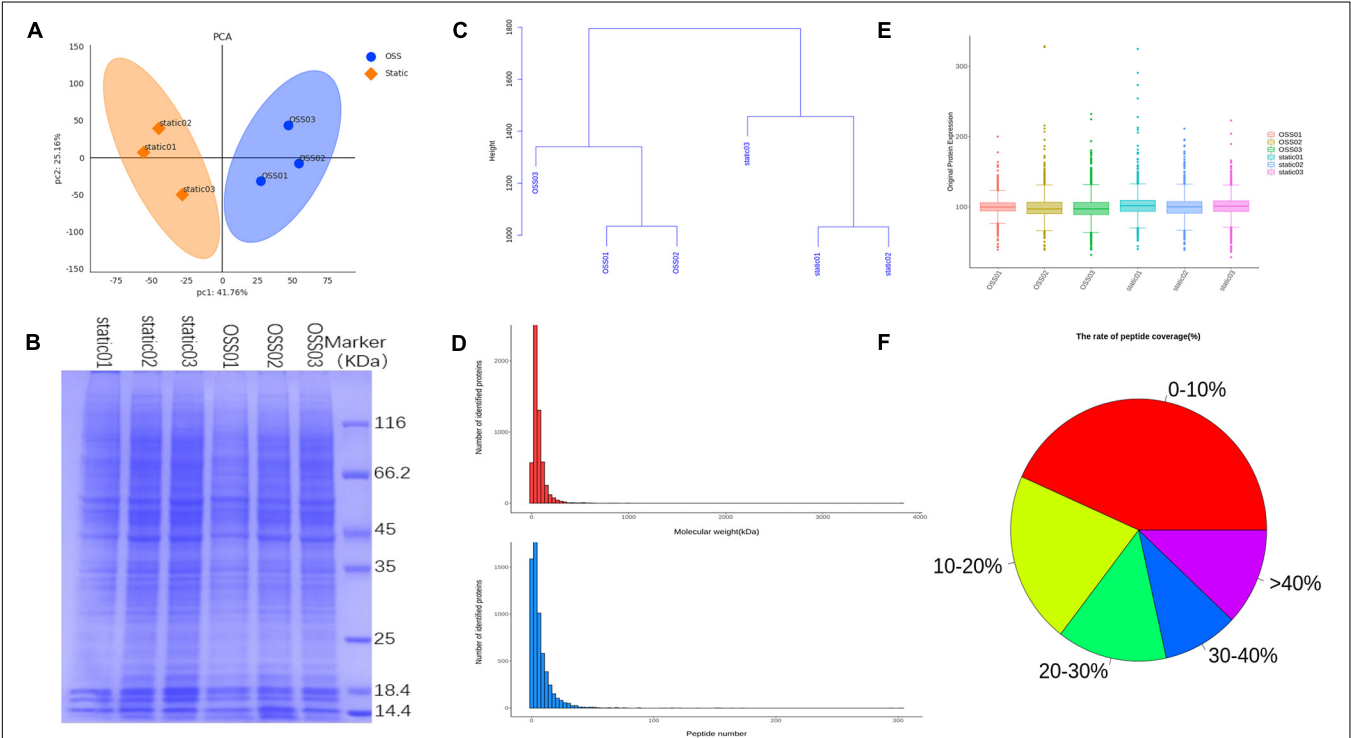 A
PCA
150
100
50
0
-50
-100
-150
-75
-50
-25
0
25
50
75
pc2: 25.16%
pc1: 41.76%
OSS
Static
static02
static01
static03
OSS03
OSS02
OSS01
B
static01
static02
static03
OSS01
OSS02
OSS03
Marker
(KDa)
116
66.2
45
35
25
18.4
14.4
C
Height
1800
1600
1400
1200
1000
OSS03
OSS01
OSS02
static03
static01
static02
D
Number of identified proteins
2000
1000
0
0
1000
2000
3000
4000
Molecular weight(kDa)
Number of identified proteins
1500
1000
500
0
0
100
200
300
Peptide number
E
Original Protein Expression
300
200
100
OSS01
OSS02
OSS03
static01
static02
static03
OSS01
OSS02
OSS03
static01
static02
static03
F
The rate of peptide coverage(%)
0-10%
10-20%
20-30%
30-40%
>40%